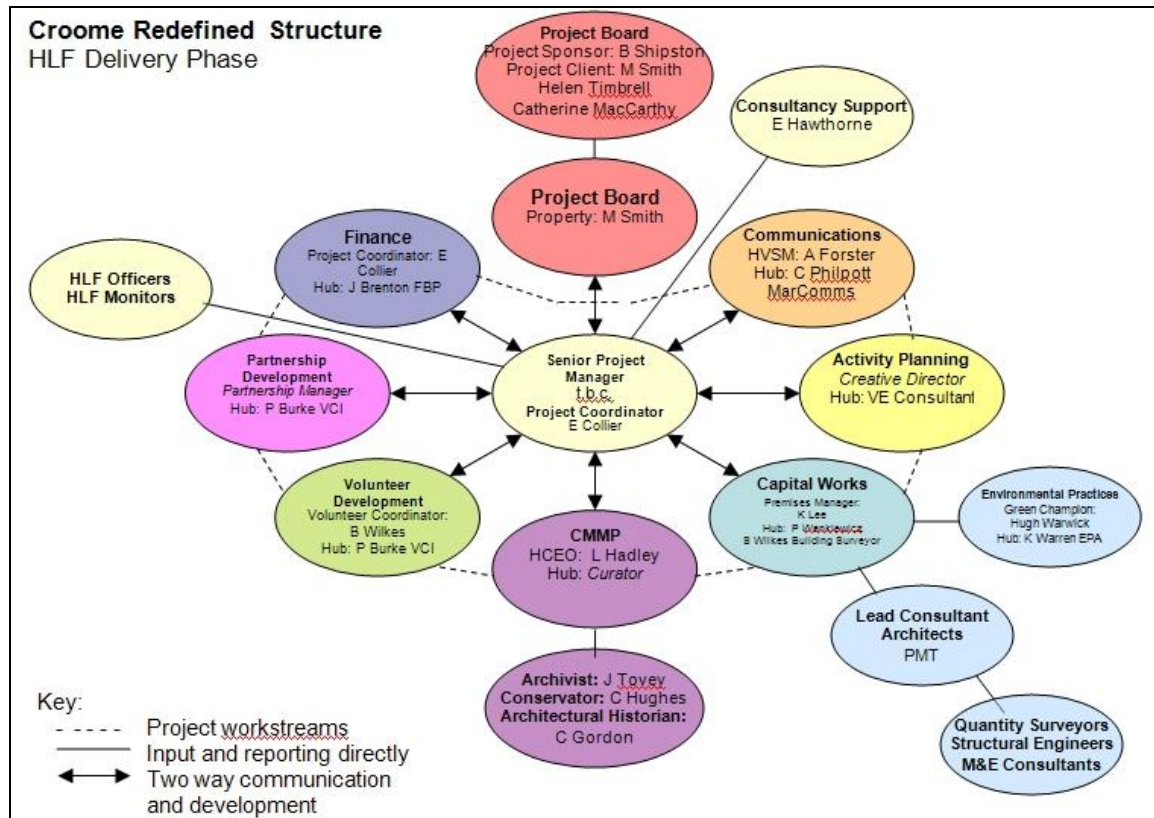 Croome Redefined Structure
HLF Delivery Phase
Project Board
Project Sponsor: B Shipston
Project Client: M Smith
Helen Timbrell
Catherine MacCarthy
Consultancy Support
E Hawthorne
Project Board
Property: M Smith
Finance
Project Coordinator: E
Collier
Hub: J Brenton FBP
Communications
HVSM: A Forster
Hub: C Philpott
MarComms
HLF Officers
HLF Monitors
Partnership
Development
Partnership Manager
Hub: P Burke VCI
Senior Project
Manager
t.b.c.
Project Coordinator
E Collier
Activity Planning
Creative Director
Hub: VE Consultant
Volunteer
Development
Volunteer Coordinator:
B Wilkes
Hub: P Burke VCI
CMMP
HCEO: L Hadley
Hub: Curator
Capital Works
Premises Manager:
K Lee
Hub: P Wankiewicz
B Wilkes Building Surveyor
Environmental Practices
Green Champion:
Hugh Warwick
Hub: K Warren EPA
Lead Consultant
Architects
PMT
Archivist: J Tovey
Conservator: C Hughes
Architectural Historian:
C Gordon
Quantity Surveyors
Structural Engineers
M&E Consultants
Key:
Project workstreams
Input and reporting directly
Two way communication
and development